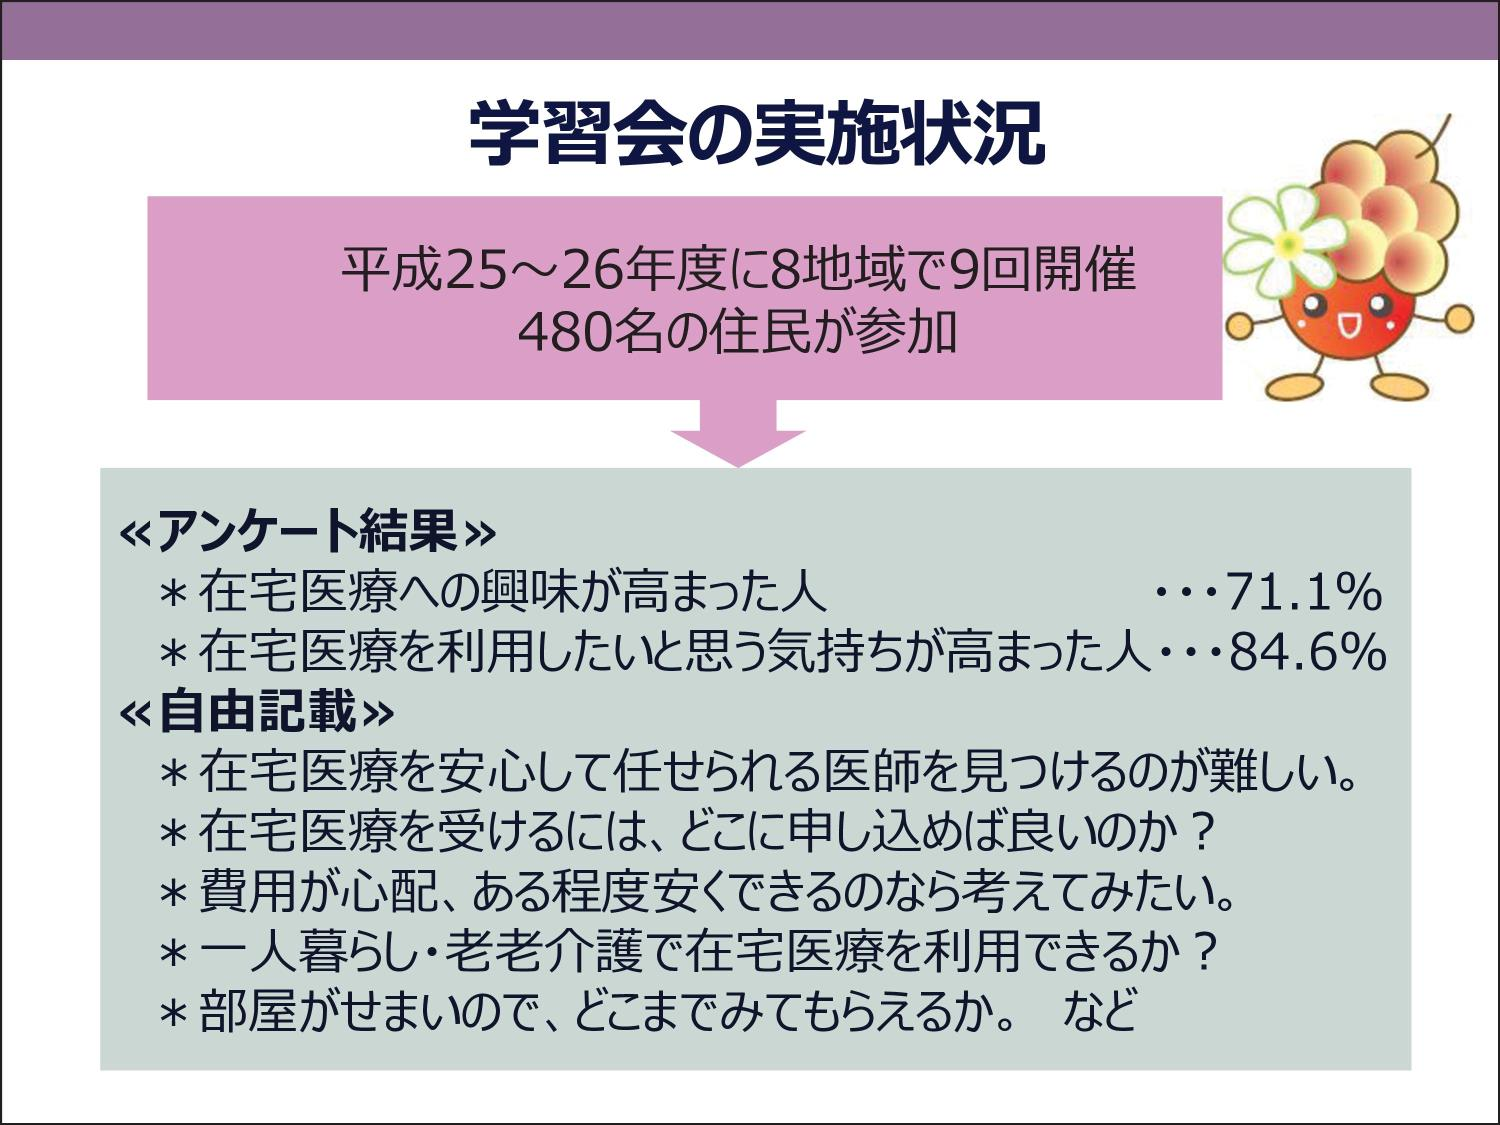 学習会の実施状況
平成25～26年度に8地域で9回開催
480名の住民が参加
≪アンケート結果≫
＊在宅医療への興味が高まった人 ・・・71.1%
＊在宅医療を利用したいと思う気持ちが高まった人・・・84.6%
≪自由記載≫
＊在宅医療を安心して任せられる医師を見つけるのが難しい。
＊在宅医療を受けるには、どこに申し込めば良いのか？
＊費用が心配、ある程度安くできるのなら考えてみたい。
＊一人暮らし・老老介護で在宅医療を利用できるか？
＊部屋がせまいので、どこまでみてもらえるか。 など